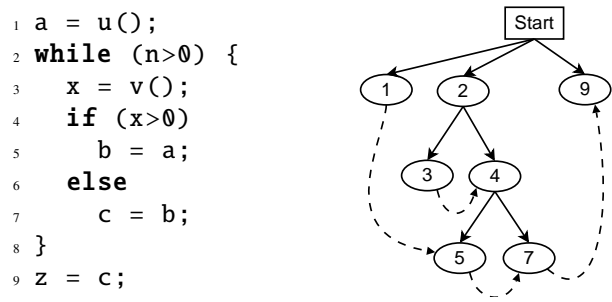 1 a = u();
2 while (n>0) {
3 x = v();
4 if (x>0)
5 b = a;
6 else
7 c = b;
8 }
9 z = c;
Start
1 2 9
3 4
5 7